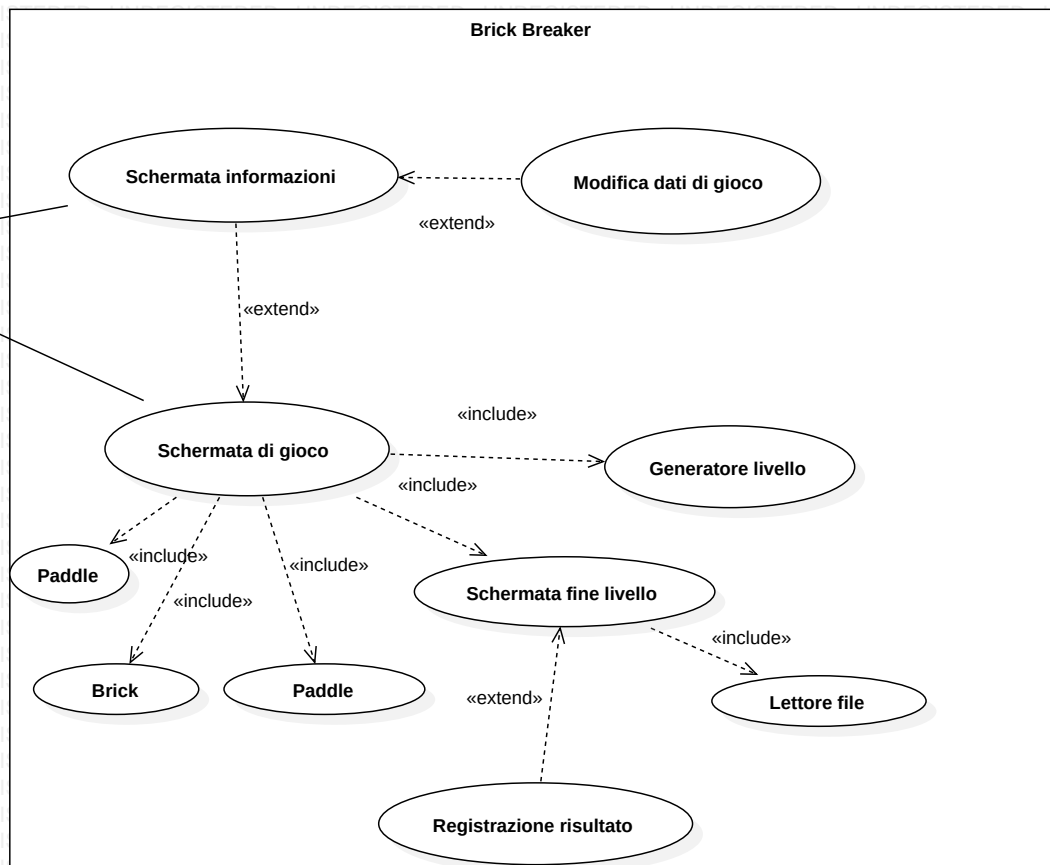 Brick Breaker
Schermata informazioni
Modifica dati di gioco
«extend»
«extend»
«include»
Schermata di gioco
Generatore livello
«include»
«include»
«include»
Paddle
Schermata fine livello
«include»
«include»
Brick
Paddle
«extend»
Lettore file
Registrazione risultato